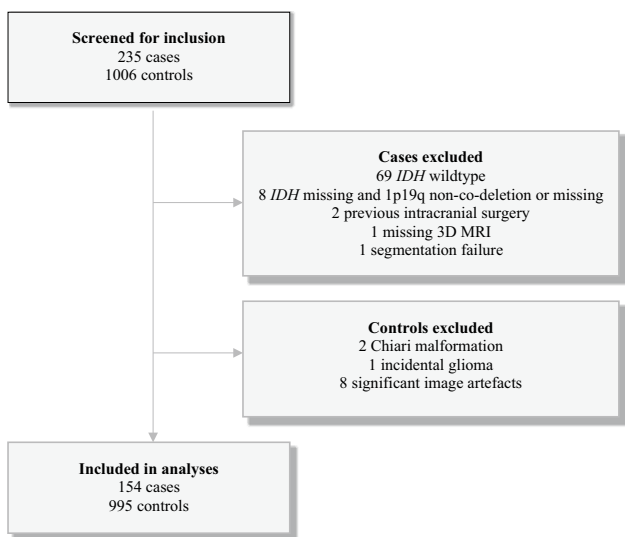 Screened for inclusion
235 cases
1006 controls
Cases excluded
69 IDH wildtype
8 IDH missing and 1p19q non-co-deletion or missing
2 previous intracranial surgery
1 missing 3D MRI
1 segmentation failure
Controls excluded
2 Chiari malformation
1 incidental glioma
8 significant image artefacts
Included in analyses
154 cases
995 controls